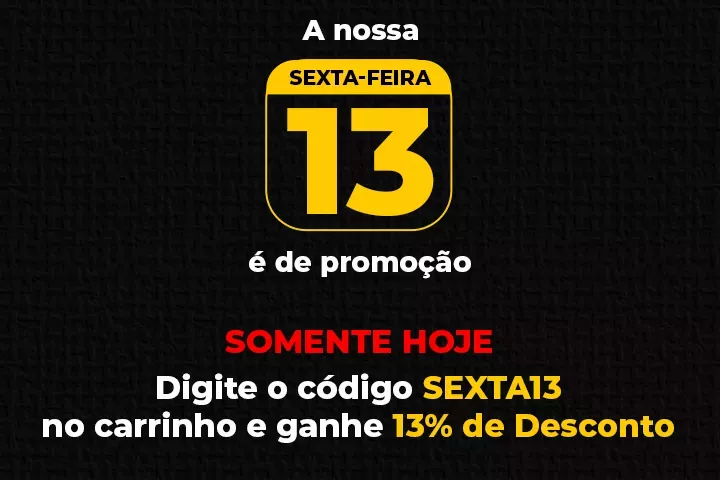 A nossa
SEXTA-FEIRA
13
é de promoção
SOMENTE HOJE
Digite o código SEXTA13
no carrinho e ganhe 13% de Desconto